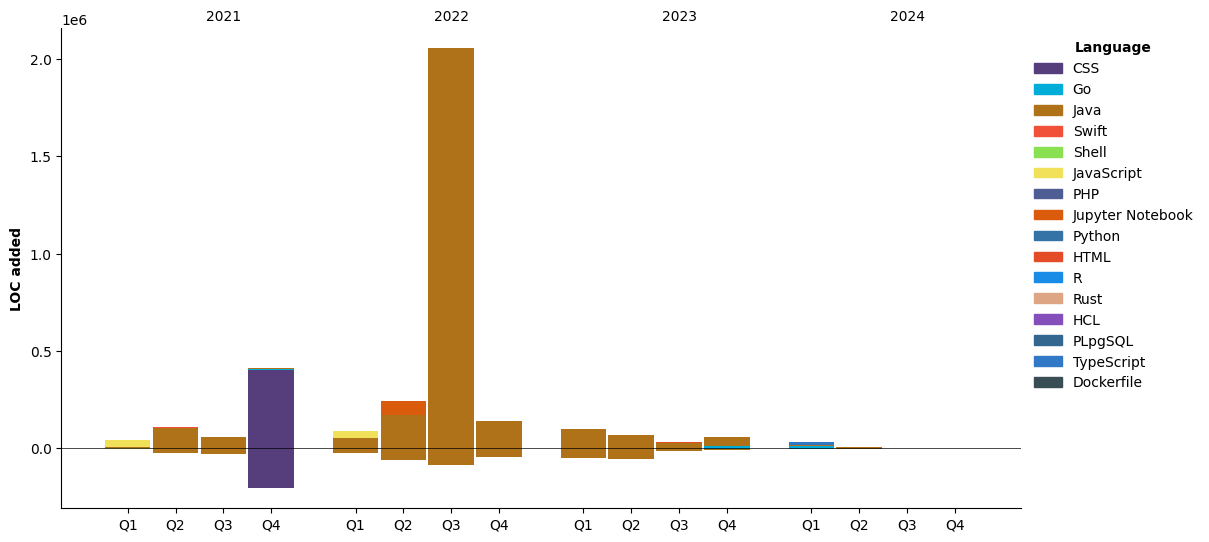 1e6
2021 2022 2023 2024
LOC added
2.0
1.5
1.0
0.5
0.0
Q1 Q2 Q3 Q4 Q1 Q2 Q3 Q4 Q1 Q2 Q3 Q4 Q1 Q2 Q3 Q4
Language
CSS
Go
Java
Swift
Shell
JavaScript
PHP
Jupyter Notebook
Python
HTML
R
Rust
HCL
PLpgSQL
TypeScript
Dockerfile